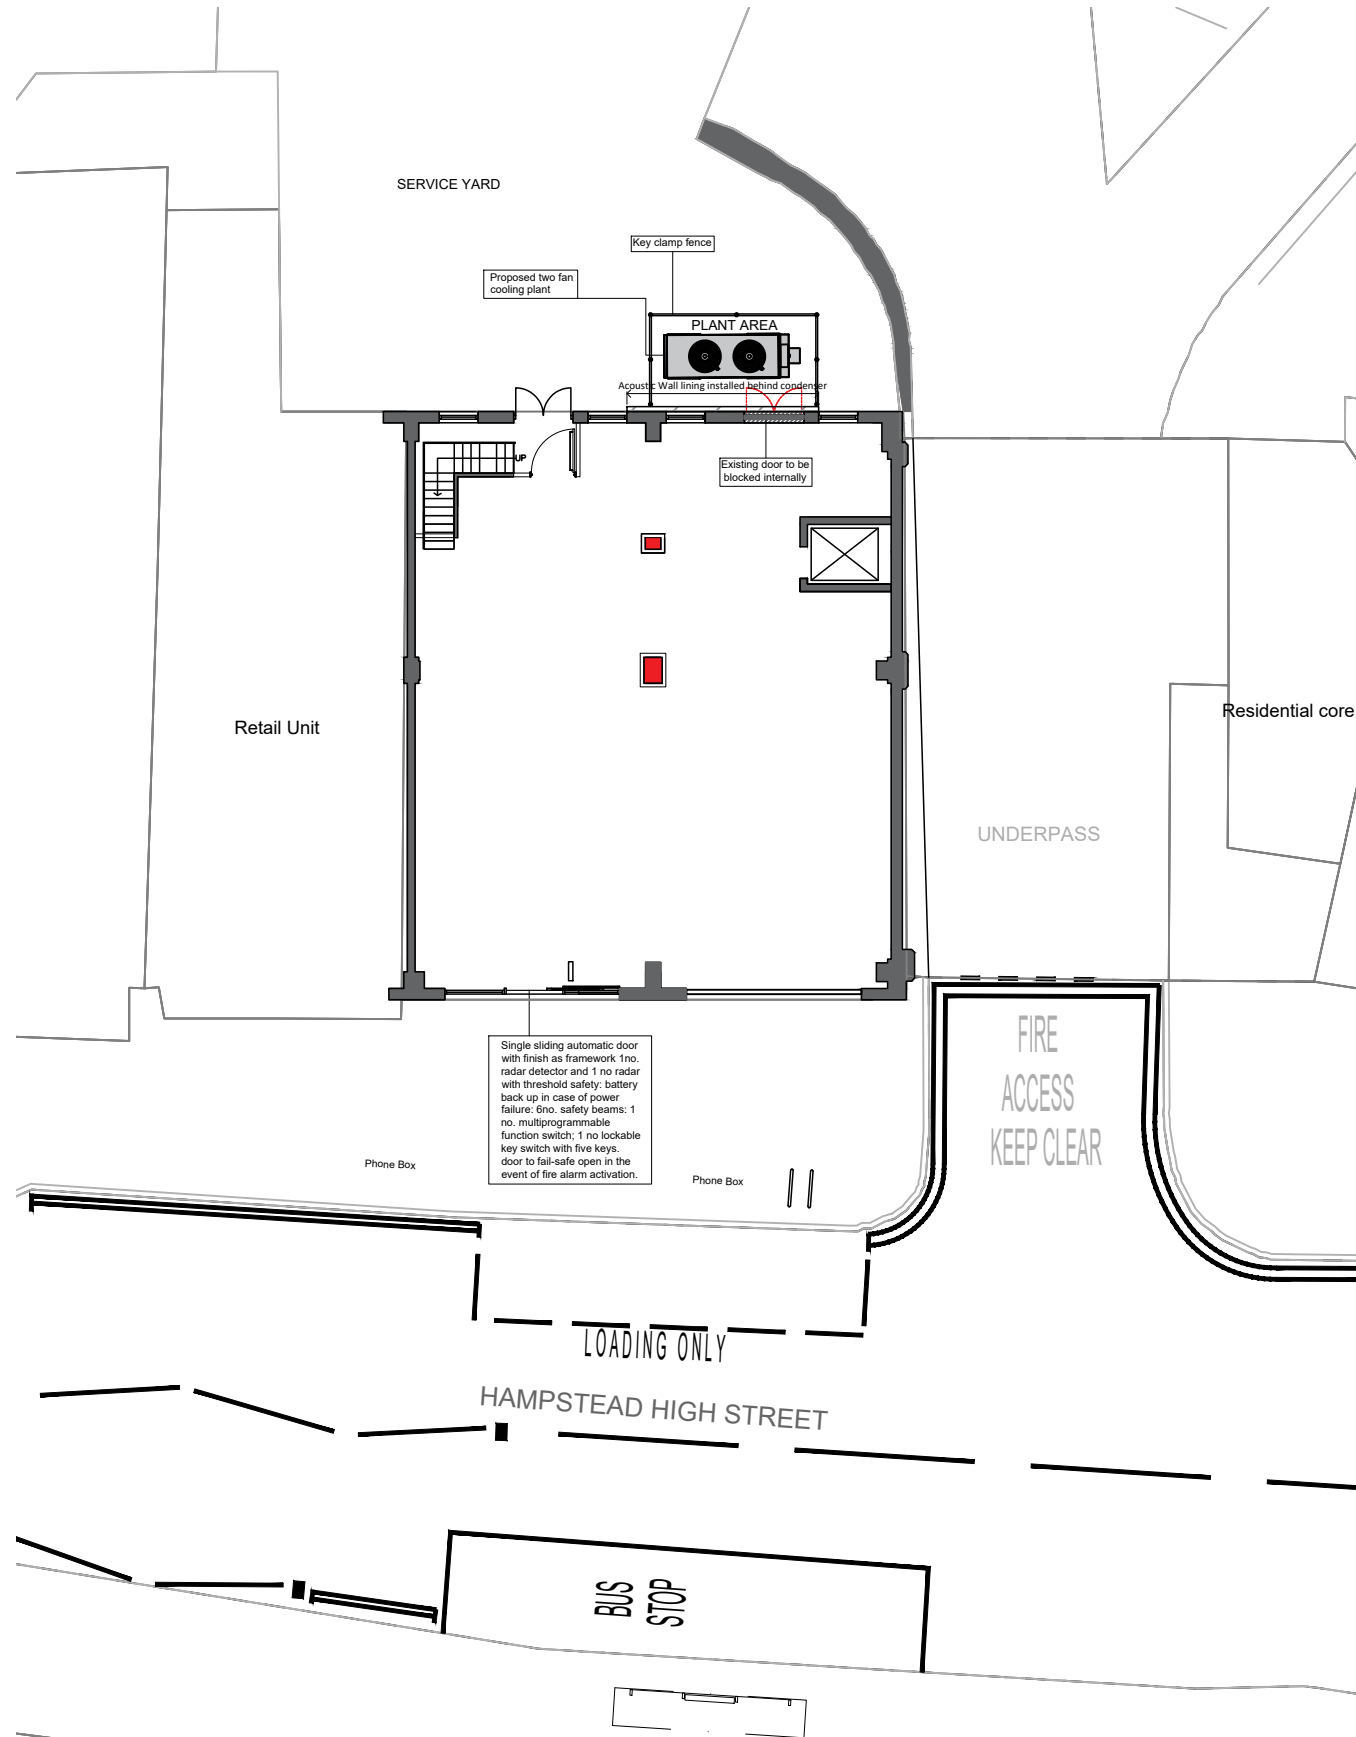 SERVICE YARD
Key clamp fence
Proposed two fan
cooling plant
PLANT AREA
Acoustic Wall lining installed behind condenser
UP
Existing door to be
blocked internally
Retail Unit
Residential core
UNDERPASS
Single sliding automatic door
with finish as framework 1no.
radar detector and 1 no radar
with threshold safety: battery
back up in case of power
failure: 6no. safety beams: 1
no. multiprogrammable
function switch; 1 no lockable
key switch with five keys.
door to fail-safe open in the
event of fire alarm activation.
FIRE
ACCESS
KEEP CLEAR
Phone Box
Phone Box
LOADING ONLY
HAMPSTEAD HIGH STREET
BUS
STOP